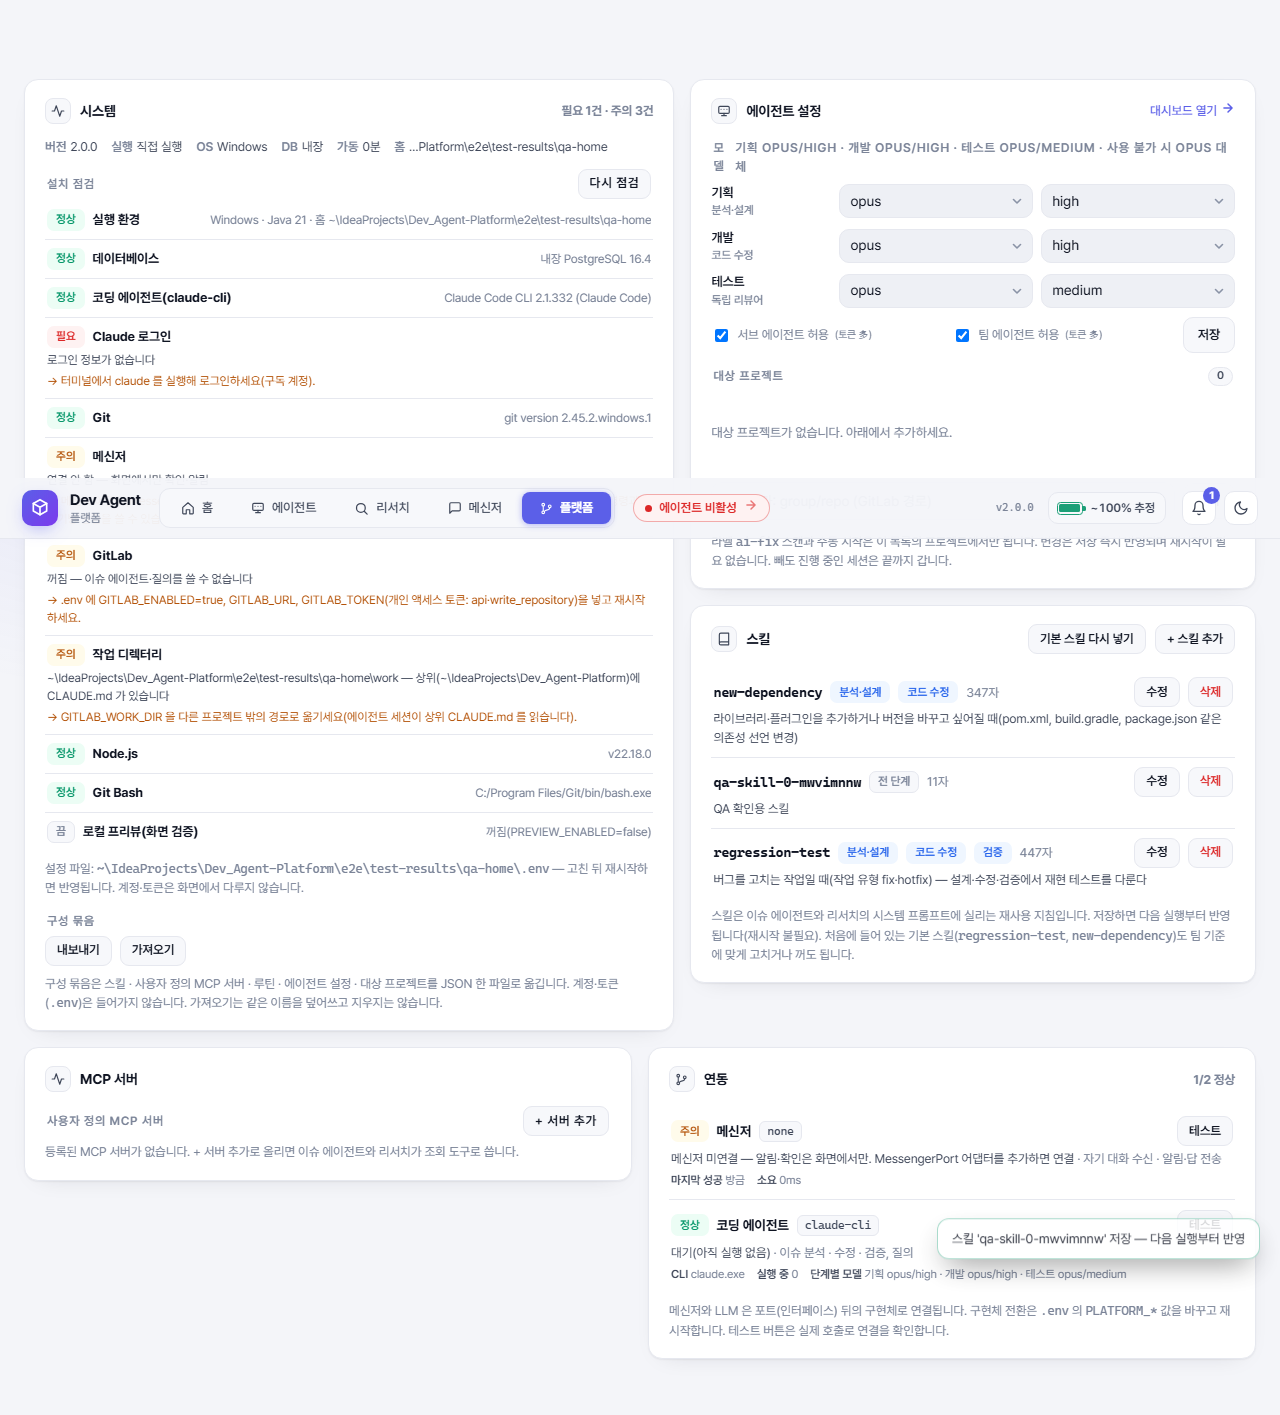 시스템
필요 1건 · 주의 3건
버전 2.0.0 실행 직접 실행 OS Windows DB 내장 가동 0분 홈 ...Platform\e2e\test-results\qa-home
설치 점검
다시 점검
정상 실행 환경 Windows · Java 21 · 홈 ~\IdeaProjects\Dev_Agent-Platform\e2e\test-results\qa-home
정상 데이터베이스 내장 PostgreSQL 16.4
정상 코딩 에이전트(claude-cli) Claude Code CLI 2.1.332 (Claude Code)
필요 Claude 로그인
로그인 정보가 없습니다
→ 터미널에서 claude 를 실행해 로그인하세요(구독 계정).
정상 Git git version 2.45.2.windows.1
주의 메신저
에이전트 설정
대시보드 열기 →
모델 기획 OPUS/HIGH · 개발 OPUS/HIGH · 테스트 OPUS/MEDIUM · 사용 불가 시 OPUS 대체
기획 opus high
분석·설계
개발 opus high
코드 수정
테스트 opus medium
독립 리뷰어
서브 에이전트 허용 (토큰 多) 팀 에이전트 허용 (토큰 多) 저장
대상 프로젝트 0
대상 프로젝트가 없습니다. 아래에서 추가하세요.
Dev Agent
플랫폼
홈 에이전트 리서치 메신저 플랫폼
에이전트 비활성 →
v2.0.0
~100% 추정
1
주의 GitLab
꺼짐 — 이슈 에이전트·질의를 쓸 수 없습니다
→ .env 에 GITLAB_ENABLED=true, GITLAB_URL, GITLAB_TOKEN(개인 액세스 토큰: api·write_repository)을 넣고 재시작
하세요.
주의 작업 디렉터리
~\IdeaProjects\Dev_Agent-Platform\e2e\test-results\qa-home\work — 상위(~\IdeaProjects\Dev_Agent-Platform)에
CLAUDE.md 가 있습니다
→ GITLAB_WORK_DIR 을 다른 프로젝트 밖의 경로로 옮기세요(에이전트 세션이 상위 CLAUDE.md 를 읽습니다).
정상 Node.js v22.18.0
정상 Git Bash C:/Program Files/Git/bin/bash.exe
끔 로컬 프리뷰(화면 검증) 꺼짐(PREVIEW_ENABLED=false)
설정 파일: ~\IdeaProjects\Dev_Agent-Platform\e2e\test-results\qa-home\.env — 고친 뒤 재시작하
면 반영됩니다. 계정·토큰은 화면에서 다루지 않습니다.
구성 묶음
내보내기 가져오기
구성 묶음은 스킬 · 사용자 정의 MCP 서버 · 루틴 · 에이전트 설정 · 대상 프로젝트를 JSON 한 파일로 옮깁니다. 계정·토큰
(.env)은 들어가지 않습니다. 가져오기는 같은 이름을 덮어쓰고 지우지는 않습니다.
라벨 ai-fix 스캔과 수동 시작은 이 목록의 프로젝트에서만 됩니다. 변경은 저장 즉시 반영되며 재시작이 필
요 없습니다. 빼도 진행 중인 세션은 끝까지 갑니다.
스킬
기본 스킬 다시 넣기 + 스킬 추가
new-dependency 분석·설계 코드 수정 347자 수정 삭제
라이브러리·플러그인을 추가하거나 버전을 바꾸고 싶어질 때(pom.xml, build.gradle, package.json 같은
의존성 선언 변경)
qa-skill-0-mwvimnnw 전 단계 11자 수정 삭제
QA 확인용 스킬
regression-test 분석·설계 코드 수정 검증 447자 수정 삭제
버그를 고치는 작업일 때(작업 유형 fix·hotfix) — 설계·수정·검증에서 재현 테스트를 다룬다
스킬은 이슈 에이전트와 리서치의 시스템 프롬프트에 실리는 재사용 지침입니다. 저장하면 다음 실행부터 반영
됩니다(재시작 불필요). 처음에 들어 있는 기본 스킬(regression-test, new-dependency)도 팀 기준
에 맞게 고치거나 꺼도 됩니다.
MCP 서버
사용자 정의 MCP 서버 + 서버 추가
등록된 MCP 서버가 없습니다. + 서버 추가로 올리면 이슈 에이전트와 리서치가 조회 도구로 씁니다.
연동
1/2 정상
주의 메신저 none 테스트
메신저 미연결 — 알림·확인은 화면에서만. MessengerPort 어댑터를 추가하면 연결 · 자기 대화 수신 · 알림·답 전송
마지막 성공 방금 소요 0ms
정상 코딩 에이전트 claude-cli 테스트
대기(아직 실행 없음) · 이슈 분석 · 수정 · 검증, 질의
스킬 'qa-skill-0-mwvimnnw' 저장 — 다음 실행부터 반영
CLI claude.exe 실행 중 0 단계별 모델 기획 opus/high · 개발 opus/high · 테스트 opus/medium
메신저와 LLM 은 포트(인터페이스) 뒤의 구현체로 연결됩니다. 구현체 전환은 .env 의 PLATFORM_* 값을 바꾸고 재
시작합니다. 테스트 버튼은 실제 호출로 연결을 확인합니다.